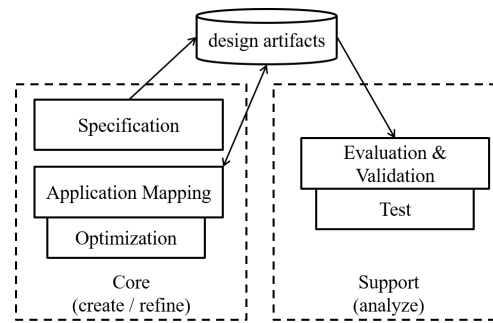 design artifacts
Specification
Application Mapping
Optimization
Core
(create / refine)
Evaluation &
Validation
Test
Support
(analyze)